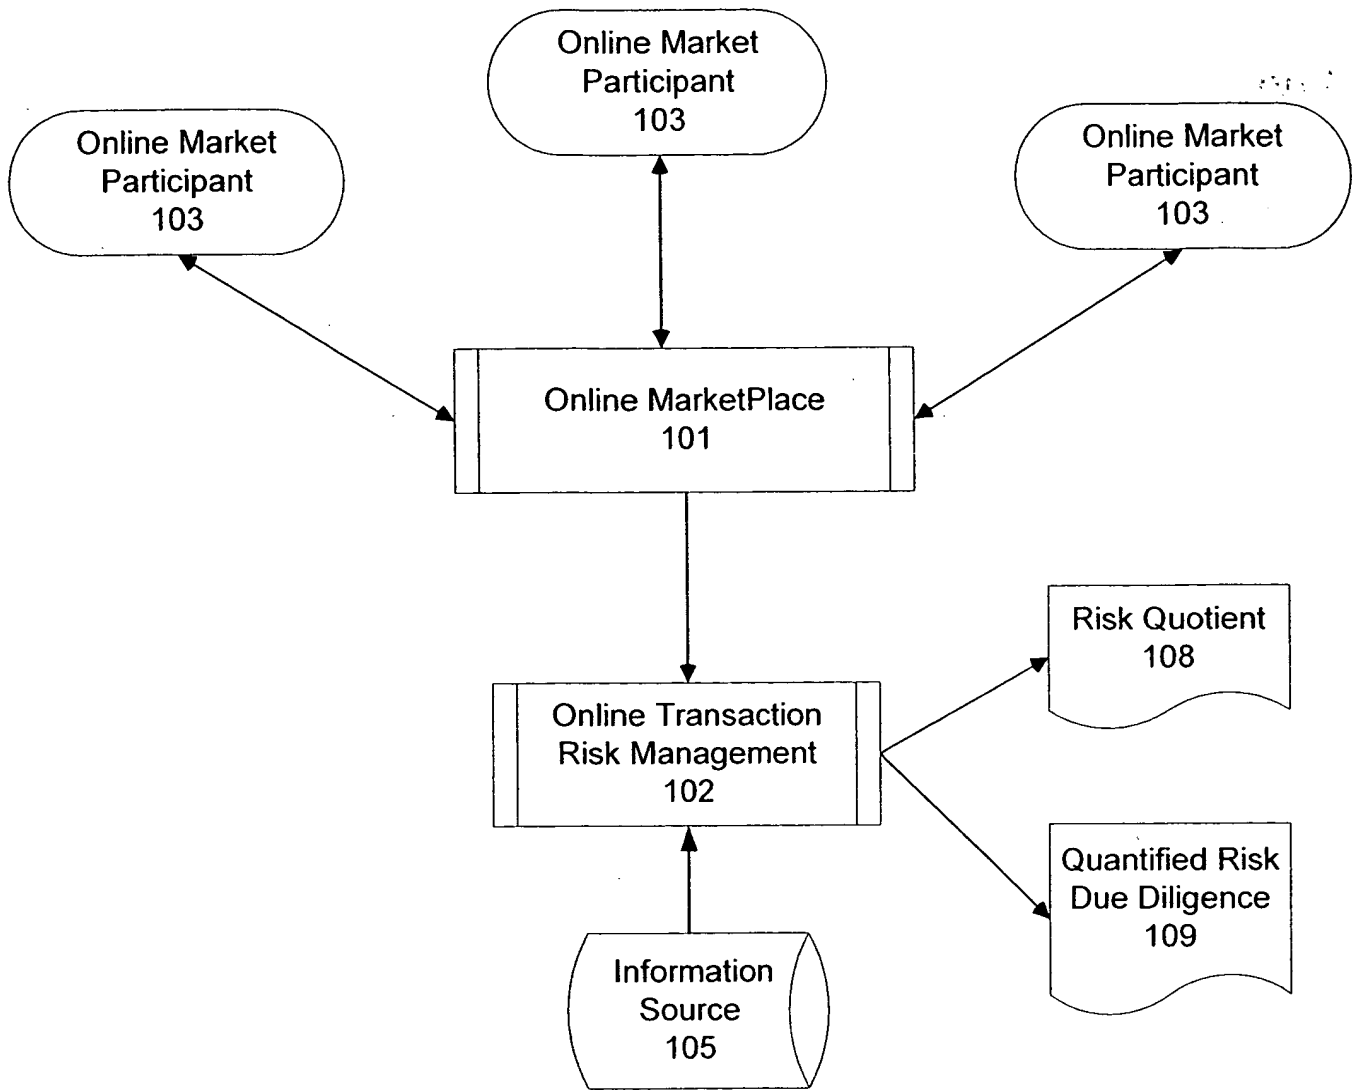 Online Market
Participant
103
Online Market
Participant
103
Online Market
Participant
103
Online MarketPlace
101
Risk Quotient
108
Online Transaction
Risk Management
102
Quantified Risk
Due Diligence
109
Information
Source
105